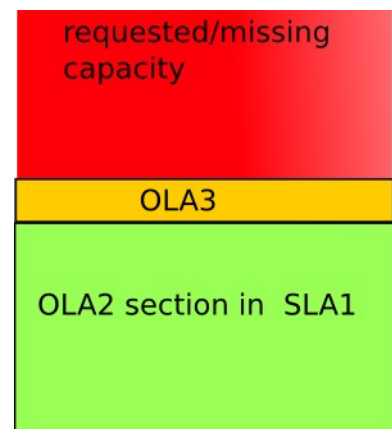 requested/missing
capacity
OLA3
OLA2 section in  SLA1